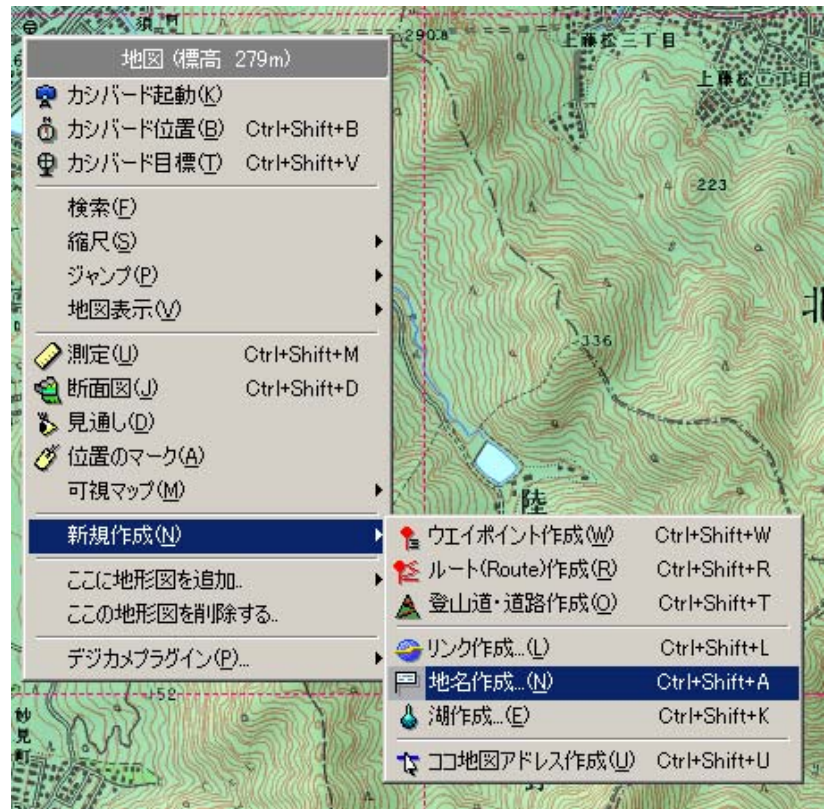 須門
地図 (標高 279m)
カシバード起動(K)
カシバード位置(B) Ctrl+Shift+B
カシバード目標(T) Ctrl+Shift+V
検索(F)
縮尺(S)
ジャンプ(P)
地図表示(V)
測定(U) Ctrl+Shift+M
断面図(J) Ctrl+Shift+D
見通し(D)
位置のマーク(A)
可視マップ(M)
新規作成(N)
ここに地形図を追加..
ここの地形図を削除する..
デジカメプラグイン(P)...
ウエイポイント作成(W) Ctrl+Shift+W
ルート(Route)作成(R) Ctrl+Shift+R
登山道・道路作成(O) Ctrl+Shift+T
リンク作成...(L) Ctrl+Shift+L
地名作成...(N) Ctrl+Shift+A
湖作成...(E) Ctrl+Shift+K
ココ地図アドレス作成(U) Ctrl+Shift+U
290.8
上藤松三丁目
上藤松二丁目
223
北
336
陸
152
妙見町